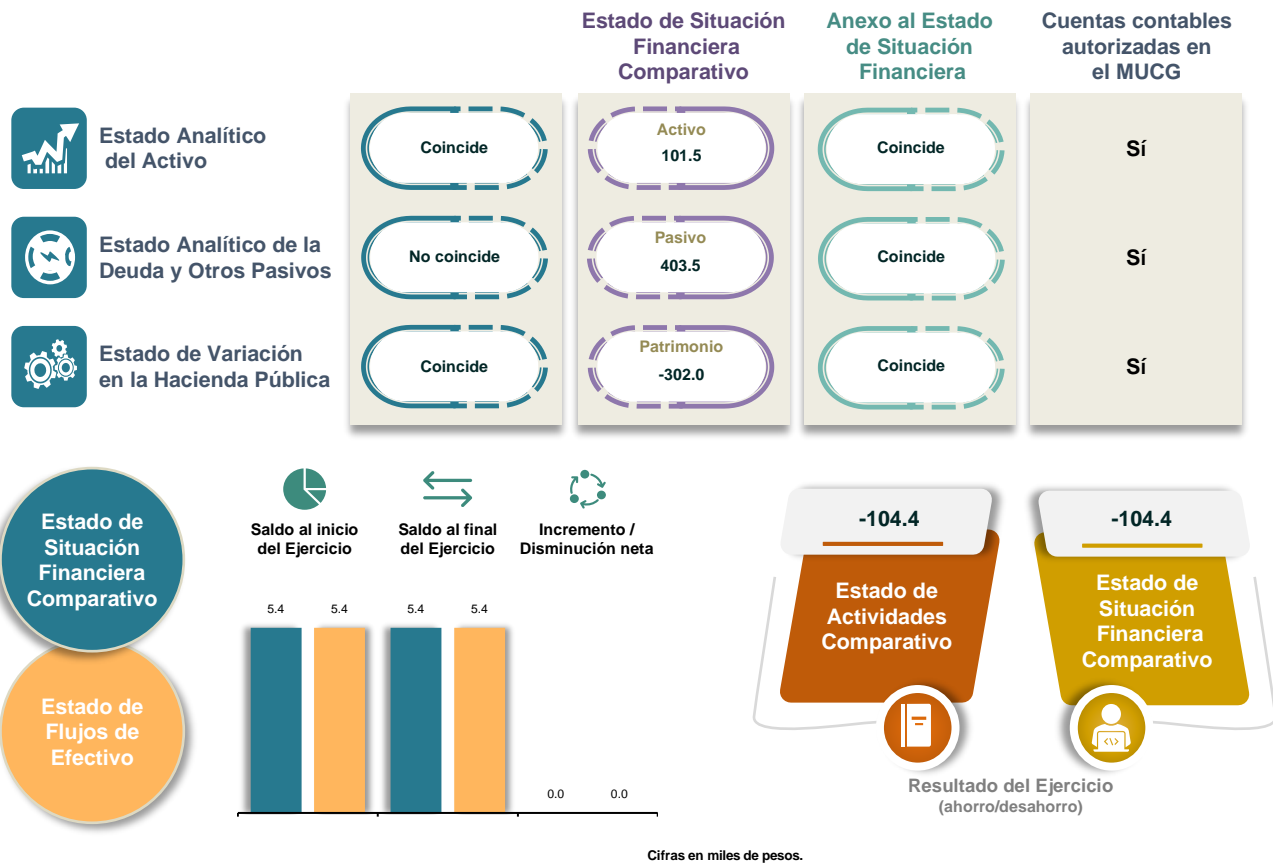 Estado de Situación
Financiera
Comparativo
Anexo al Estado
de Situación
Financiera
Cuentas contables
autorizadas en
el MUCG
Estado Analítico
del Activo
Coincide
Activo
101.5
Coincide
Sí
Estado Analítico de la
Deuda y Otros Pasivos
No coincide
Pasivo
403.5
Coincide
Sí
Estado de Variación
en la Hacienda Pública
Coincide
Patrimonio
-302.0
Coincide
Sí
Estado de
Situación
Financiera
Comparativo
Estado de
Flujos de
Efectivo
Saldo al inicio
del Ejercicio
Saldo al final
del Ejercicio
Incremento /
Disminución neta
5.4
5.4
5.4
5.4
0.0
0.0
-104.4
Estado de
Actividades
Comparativo
-104.4
Estado de
Situación
Financiera
Comparativo
Resultado del Ejercicio
(ahorro/desahorro)
Cifras en miles de pesos.